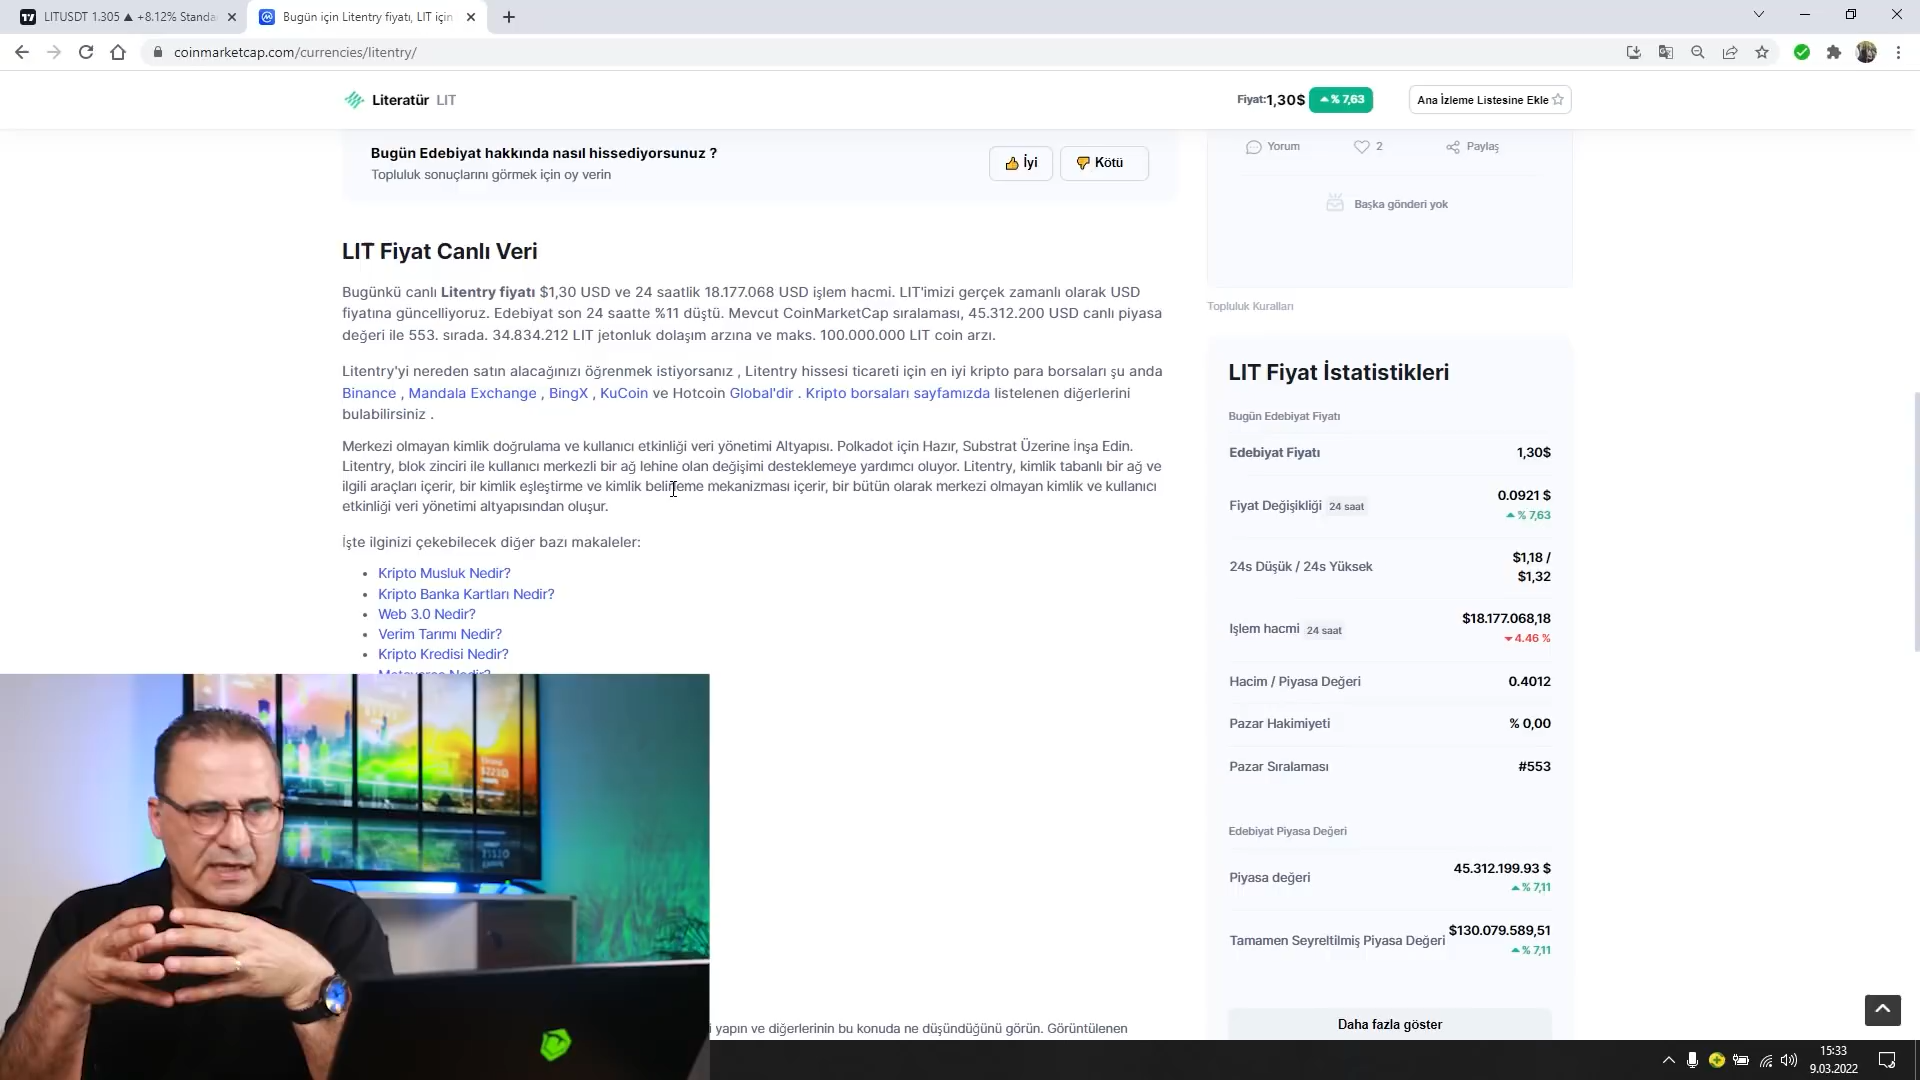 LITUSDT 1.305 ▲ +8.12% Standa
Bugün için Litentry fiyatı, LIT için
coinmarketcap.com/currencies/litentry/
Literatür LIT
Fiyat:1,30$ % 7,63
Ana İzleme Listesine Ekle
Bugün Edebiyat hakkında nasıl hissediyorsunuz ?
Topluluk sonuçlarını görmek için oy verin
İyi
Kötü
Yorum
2
Paylaş
Başka gönderi yok
Topluluk Kuralları
LIT Fiyat Canlı Veri
Bugünkü canlı Litentry fiyatı $1,30 USD ve 24 saatlik 18.177.068 USD işlem hacmi. LIT'imizi gerçek zamanlı olarak USD
fiyatına güncelliyoruz. Edebiyat son 24 saatte %11 düştü. Mevcut CoinMarketCap sıralaması, 45.312.200 USD canlı piyasa
değeri ile 553. sırada. 34.834.212 LIT jetonluk dolaşım arzına ve maks. 100.000.000 LIT coin arzı.
Litentry'yi nereden satın alacağınızı öğrenmek istiyorsanız , Litentry hissesi ticareti için en iyi kripto para borsaları şu anda
Binance , Mandala Exchange , BingX , KuCoin ve Hotcoin Global'dir . Kripto borsaları sayfamızda listelenen diğerlerini
bulabilirsiniz .
Merkezi olmayan kimlik doğrulama ve kullanıcı etkinliği veri yönetimi Altyapısı. Polkadot için Hazır, Substrat Üzerine İnşa Edin.
Litentry, blok zinciri ile kullanıcı merkezli bir ağ lehine olan değişimi desteklemeye yardımcı oluyor. Litentry, kimlik tabanlı bir ağ ve
ilgili araçları içerir, bir kimlik eşleştirme ve kimlik belirleme mekanizması içerir, bir bütün olarak merkezi olmayan kimlik ve kullanıcı
etkinliği veri yönetimi altyapısından oluşur.
İşte ilginizi çekebilecek diğer bazı makaleler:
Kripto Musluk Nedir?
Kripto Banka Kartları Nedir?
Web 3.0 Nedir?
Verim Tarımı Nedir?
Kripto Kredisi Nedir?
LIT Fiyat İstatistikleri
Bugün Edebiyat Fiyatı
Edebiyat Fiyatı 1,30$
Fiyat Değişikliği 24 saat 0.0921 $
% 7,63
24s Düşük / 24s Yüksek $1,18 /
$1,32
Işlem hacmi 24 saat $18.177.068,18
4.46 %
Hacim / Piyasa Değeri 0.4012
Pazar Hakimiyeti % 0,00
Pazar Sıralaması #553
Edebiyat Piyasa Değeri
Piyasa değeri 45.312.199.93 $
% 7,11
Tamamen Seyreltilmiş Piyasa Değeri $130.079.589,51
% 7,11
Daha fazla göster
yapın ve diğerlerinin bu konuda ne düşündüğünü görün. Görüntülenen
15:33
9.03.2022